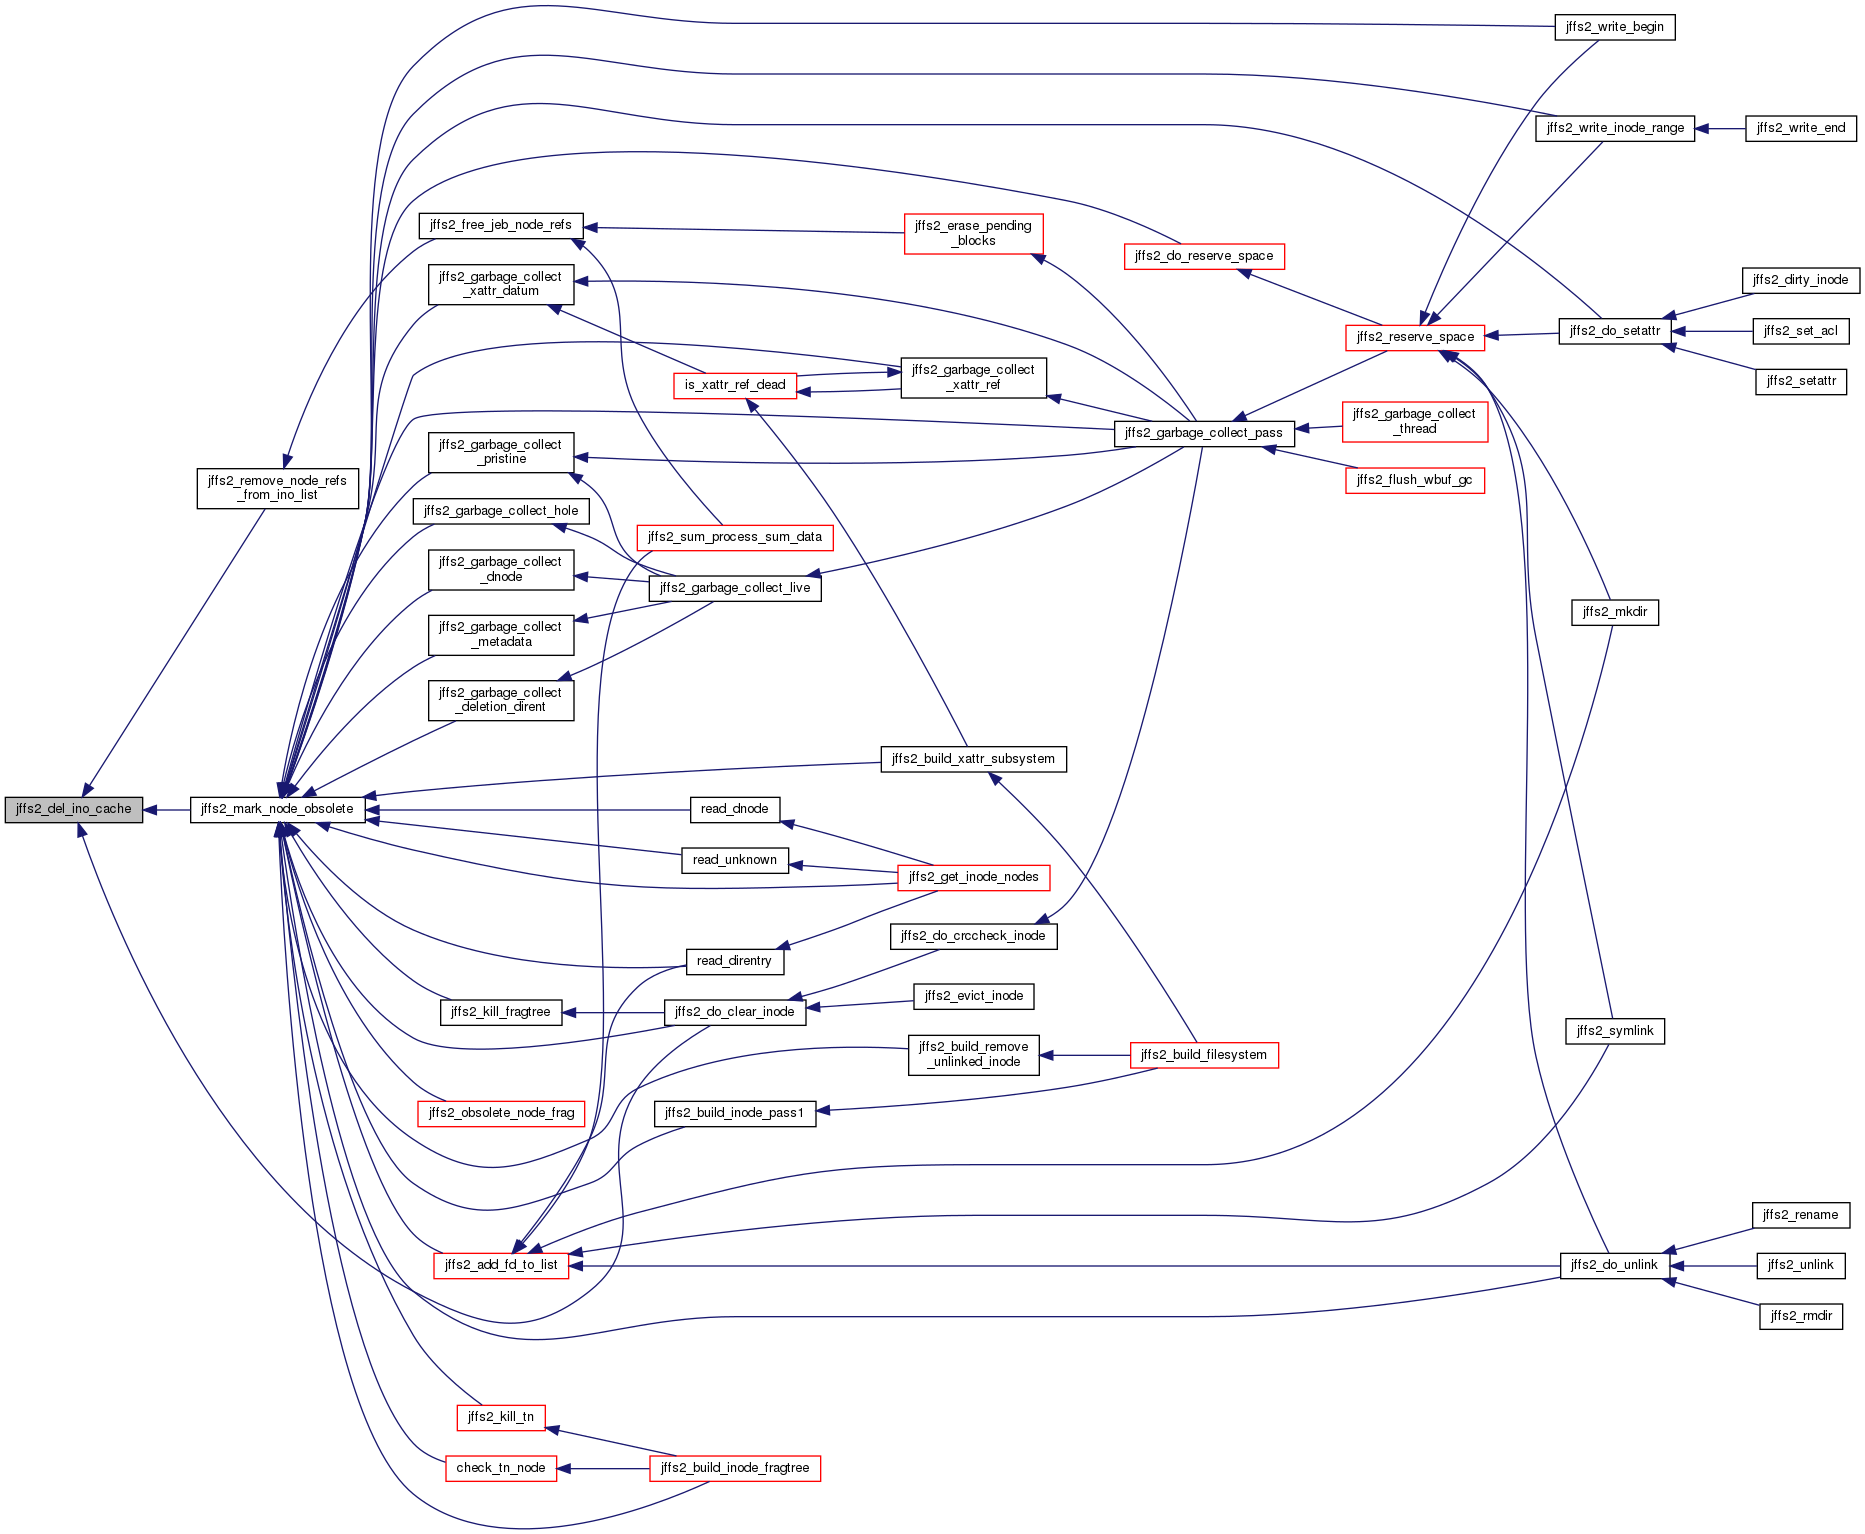 jffs2_write_begin
jffs2_write_inode_range
jffs2_write_end
jffs2_free_jeb_node_refs
jffs2_erase_pending
_blocks
jffs2_do_reserve_space
jffs2_garbage_collect
_xattr_datum
jffs2_dirty_inode
jffs2_reserve_space
jffs2_do_setattr
jffs2_set_acl
is_xattr_ref_dead
jffs2_garbage_collect
_xattr_ref
jffs2_setattr
jffs2_garbage_collect
_thread
jffs2_garbage_collect_pass
jffs2_garbage_collect
_pristine
jffs2_flush_wbuf_gc
jffs2_remove_node_refs
_from_ino_list
jffs2_garbage_collect_hole
jffs2_sum_process_sum_data
jffs2_garbage_collect
_dnode
jffs2_garbage_collect_live
jffs2_mkdir
jffs2_garbage_collect
_metadata
jffs2_garbage_collect
_deletion_dirent
jffs2_build_xattr_subsystem
jffs2_del_ino_cache
jffs2_mark_node_obsolete
read_dnode
read_unknown
jffs2_get_inode_nodes
jffs2_do_crccheck_inode
read_direntry
jffs2_evict_inode
jffs2_kill_fragtree
jffs2_do_clear_inode
jffs2_symlink
jffs2_build_remove
_unlinked_inode
jffs2_build_filesystem
jffs2_obsolete_node_frag
jffs2_build_inode_pass1
jffs2_rename
jffs2_add_fd_to_list
jffs2_do_unlink
jffs2_unlink
jffs2_rmdir
jffs2_kill_tn
check_tn_node
jffs2_build_inode_fragtree